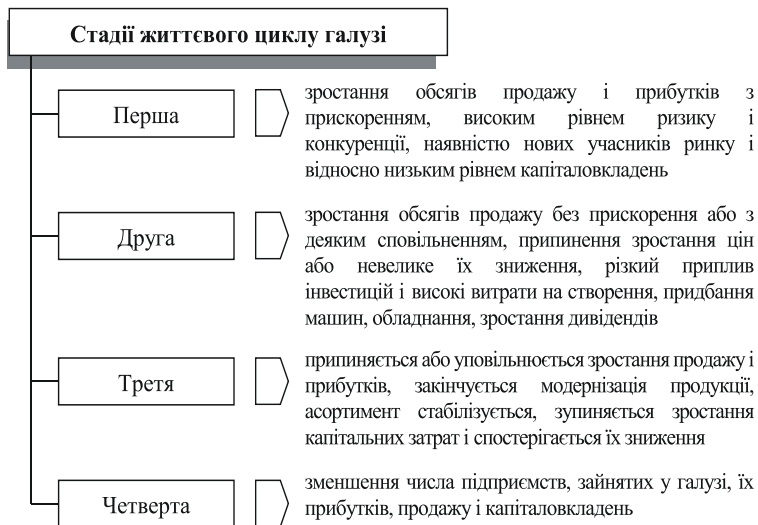 Стадії життєвого циклу галузі
Перша
зростання обсягів продажу і прибутків з
прискоренням, високим рівнем ризику і
конкуренції, наявністю нових учасників ринку і
відносно низьким рівнем капіталовкладень
Друга
зростання обсягів продажу без прискорення або з
деяким сповільненням, припинення зростання цін
або невелике їх зниження, різкий приплив
інвестицій і високі витрати на створення, придбання
машин, обладнання, зростання дивідендів
Третя
припиняється або уповільнюється зростання продажу і
прибутків, закінчується модернізація продукції,
асортимент стабілізується, зупиняється зростання
капітальних затрат і спостерігається їх зниження
Четверта
зменшення числа підприємств, зайнятих у галузі, їх
прибутків, продажу і капіталовкладень